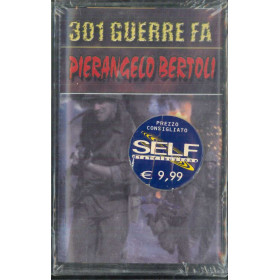 301 GUERRE FA
PIERANGELO BERTOLI
PREZZO
CONSIGLIATO
SELF
€ 9,99